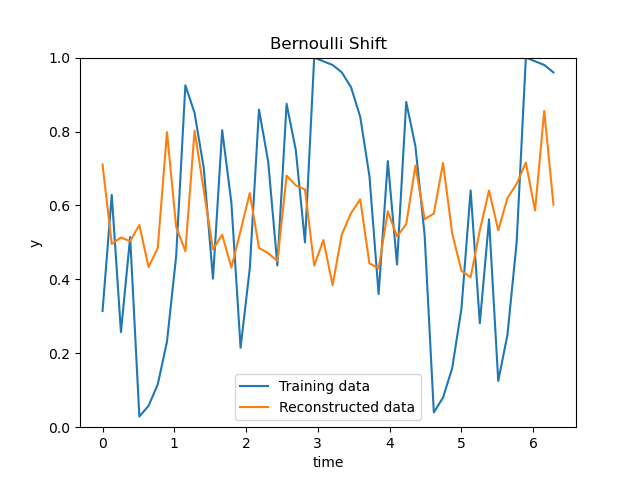 Bernoulli Shift
1.0
0.8
0.6
0.4
0.2
0.0
y
Training data
Reconstructed data
0 1 2 3 4 5 6
time